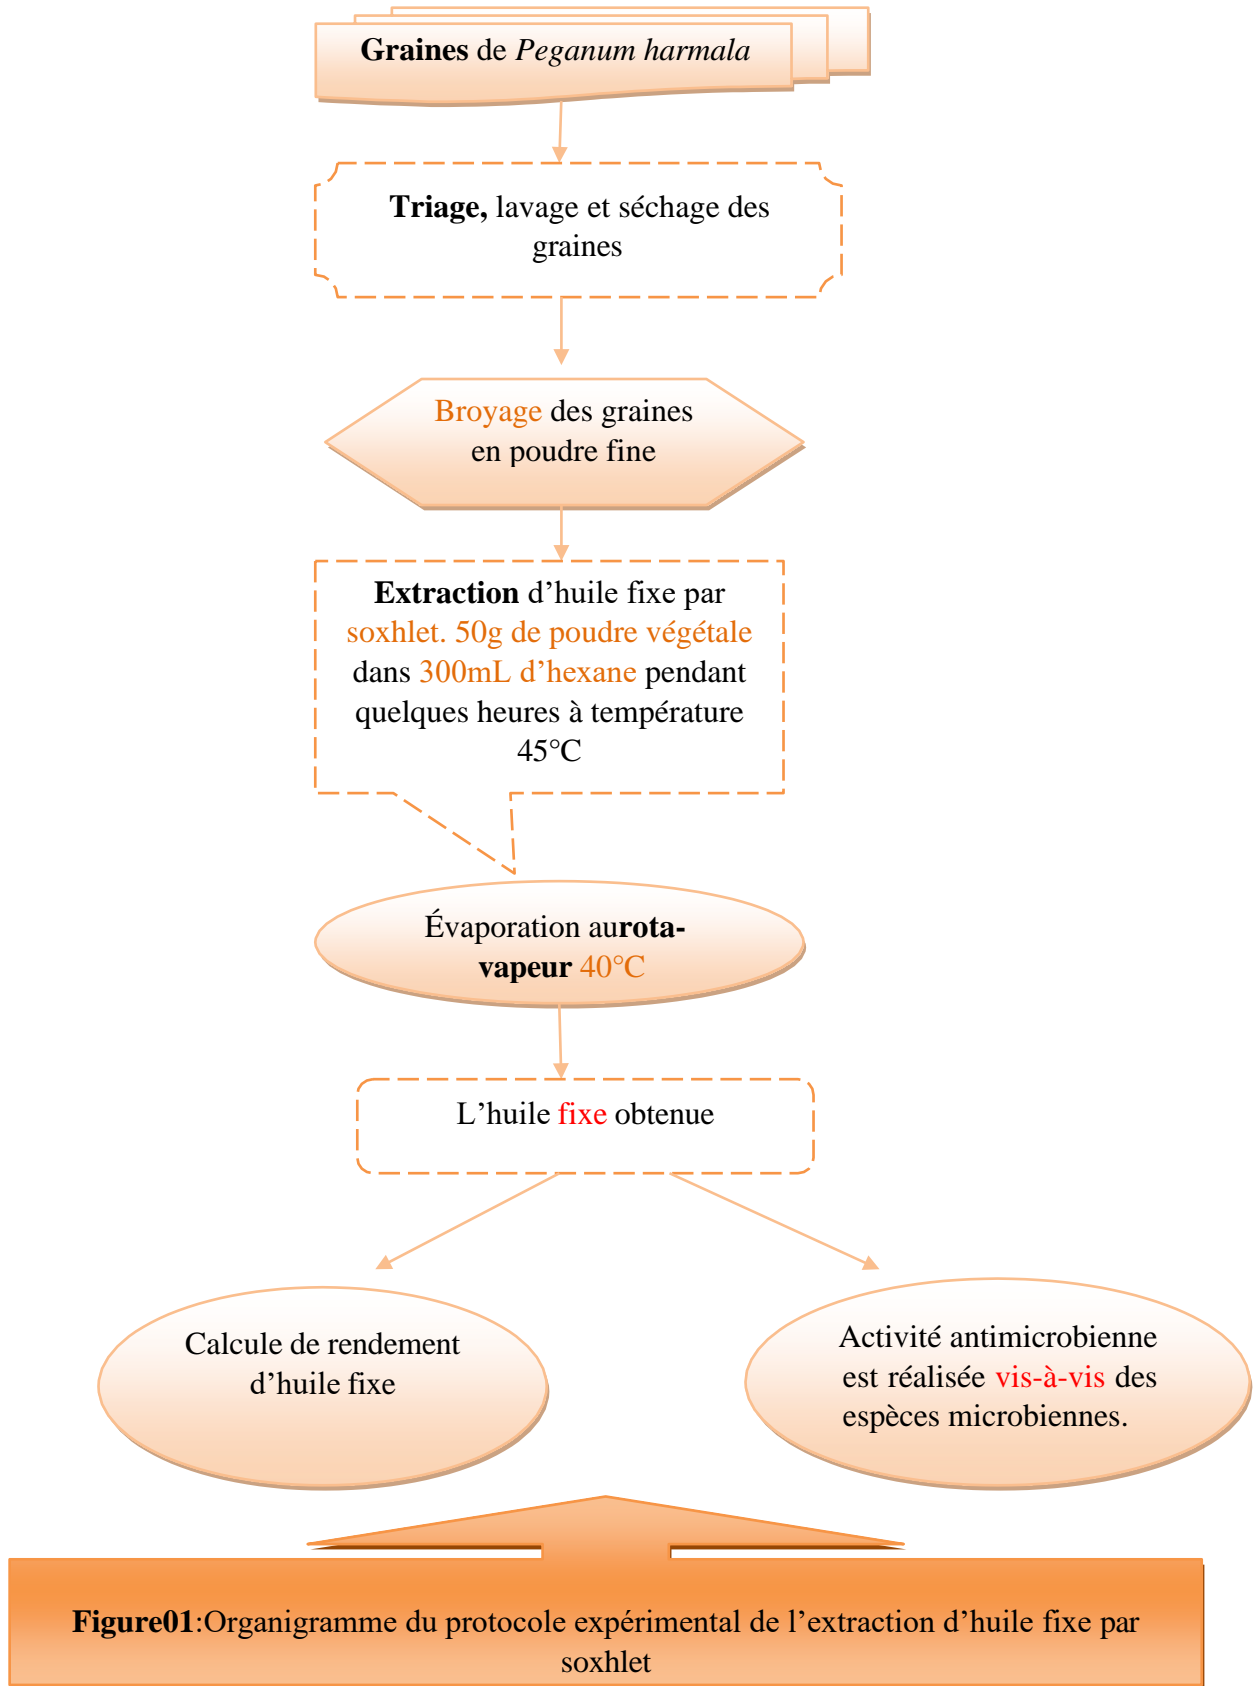 Graines de Peganum harmala
Triage, lavage et séchage des
graines
Broyage des graines
en poudre fine
Extraction d’huile fixe par
soxhlet. 50g de poudre végétale
dans 300mL d’hexane pendant
quelques heures à température
45°C
Évaporation aurota-
vapeur 40°C
L’huile fixe obtenue
Calcule de rendement
d’huile fixe
Activité antimicrobienne
est réalisée vis-à-vis des
espèces microbiennes.
Figure01:Organigramme du protocole expérimental de l’extraction d’huile fixe par
soxhlet